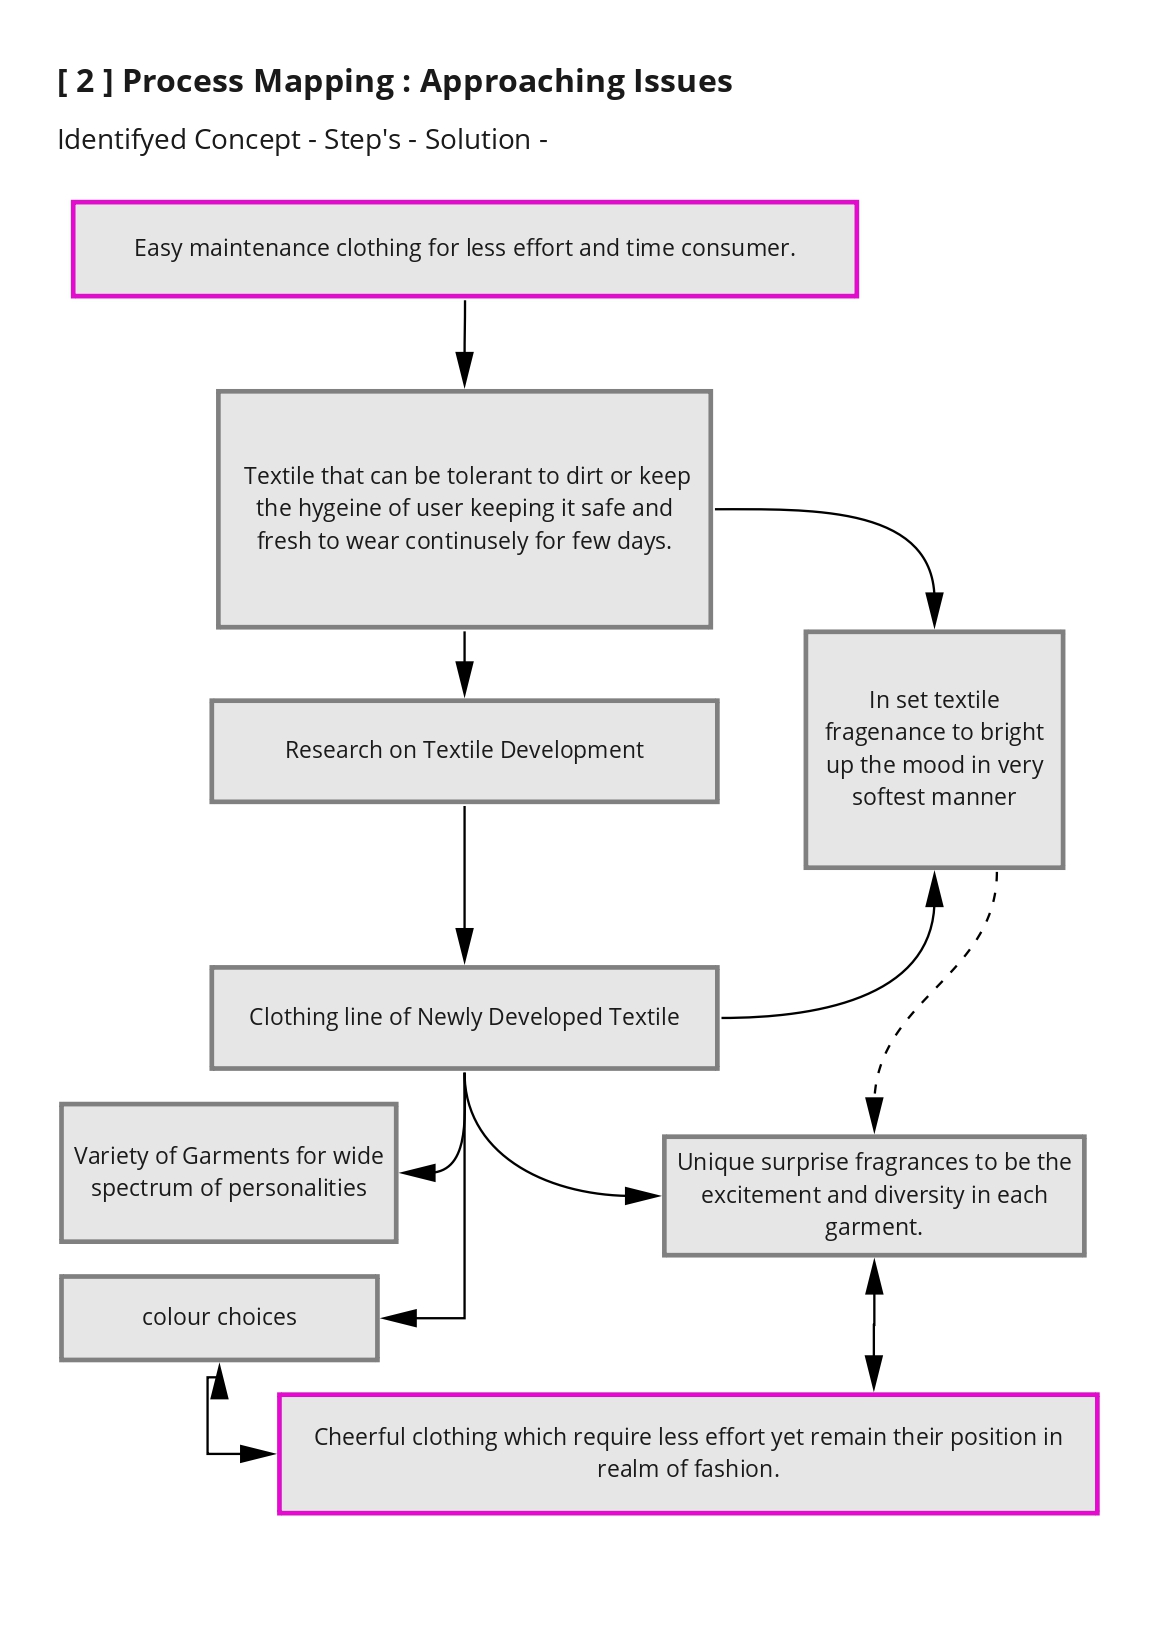 [ 2 ] Process Mapping : Approaching Issues
Identifyed Concept - Step's - Solution -
Easy maintenance clothing for less effort and time consumer.
Textile that can be tolerant to dirt or keep
the hygeine of user keeping it safe and
fresh to wear continusely for few days.
In set textile
fragenance to bright
up the mood in very
softest manner
Research on Textile Development
Clothing line of Newly Developed Textile
Variety of Garments for wide
spectrum of personalities
Unique surprise fragrances to be the
excitement and diversity in each
garment.
colour choices
Cheerful clothing which require less effort yet remain their position in
realm of fashion.